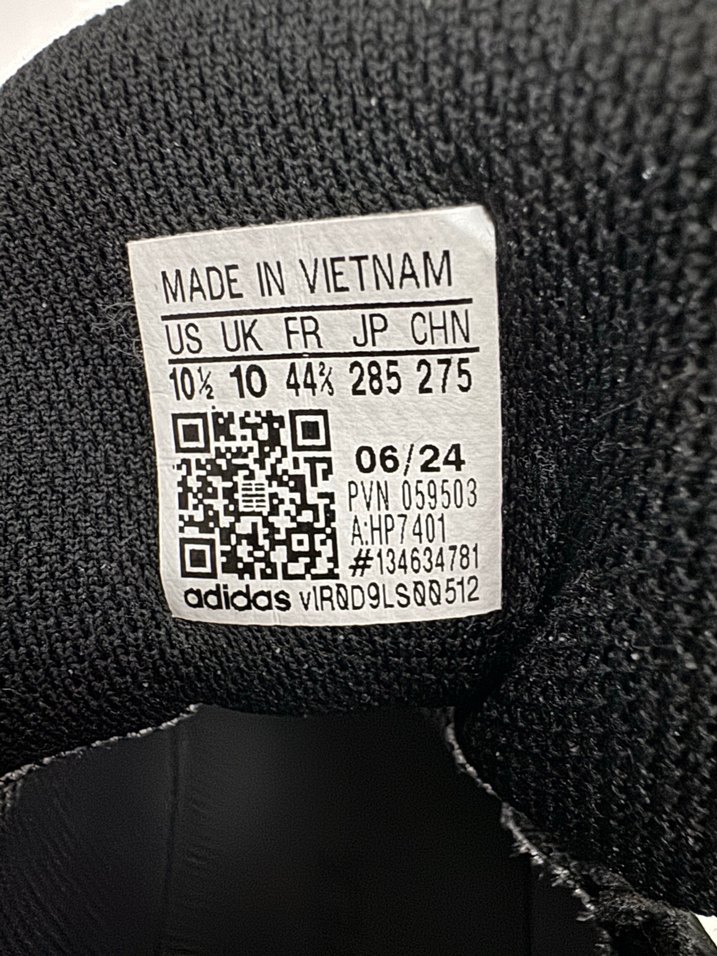 MADE IN VIETNAM
US UK FR JP CHN
10½ 10 44⅔ 285 275
06/24
PVN 059503
A:HP7401
#134634781
adidas vIR0D9LS00512